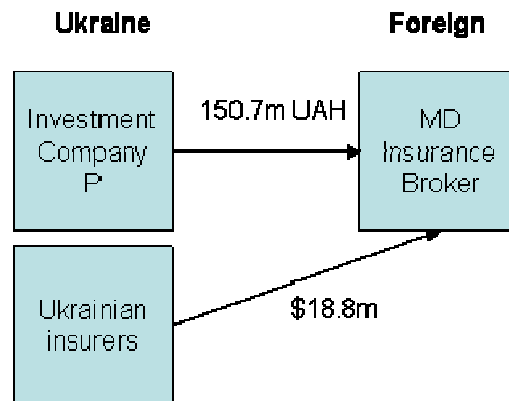 Ukraine
Foreign
Investment
Company
P
150.7m UAH
MD
Insurance
Broker
Ukrainian
insurers
$18.8m